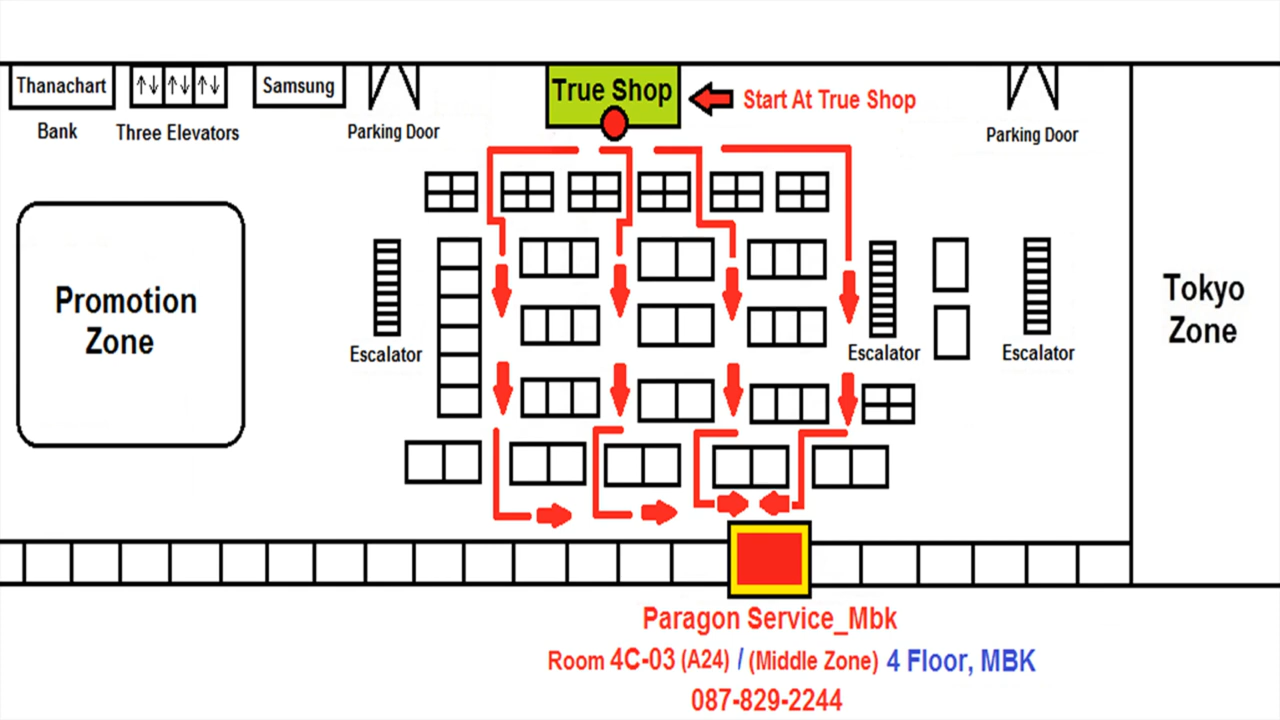 Thanachart
Bank
Three Elevators
Samsung
Parking Door
True Shop
Start At True Shop
Parking Door
Promotion
Zone
Escalator
Escalator
Escalator
Tokyo
Zone
Paragon Service_Mbk
Room 4C-03 (A24) / (Middle Zone) 4 Floor, MBK
087-829-2244